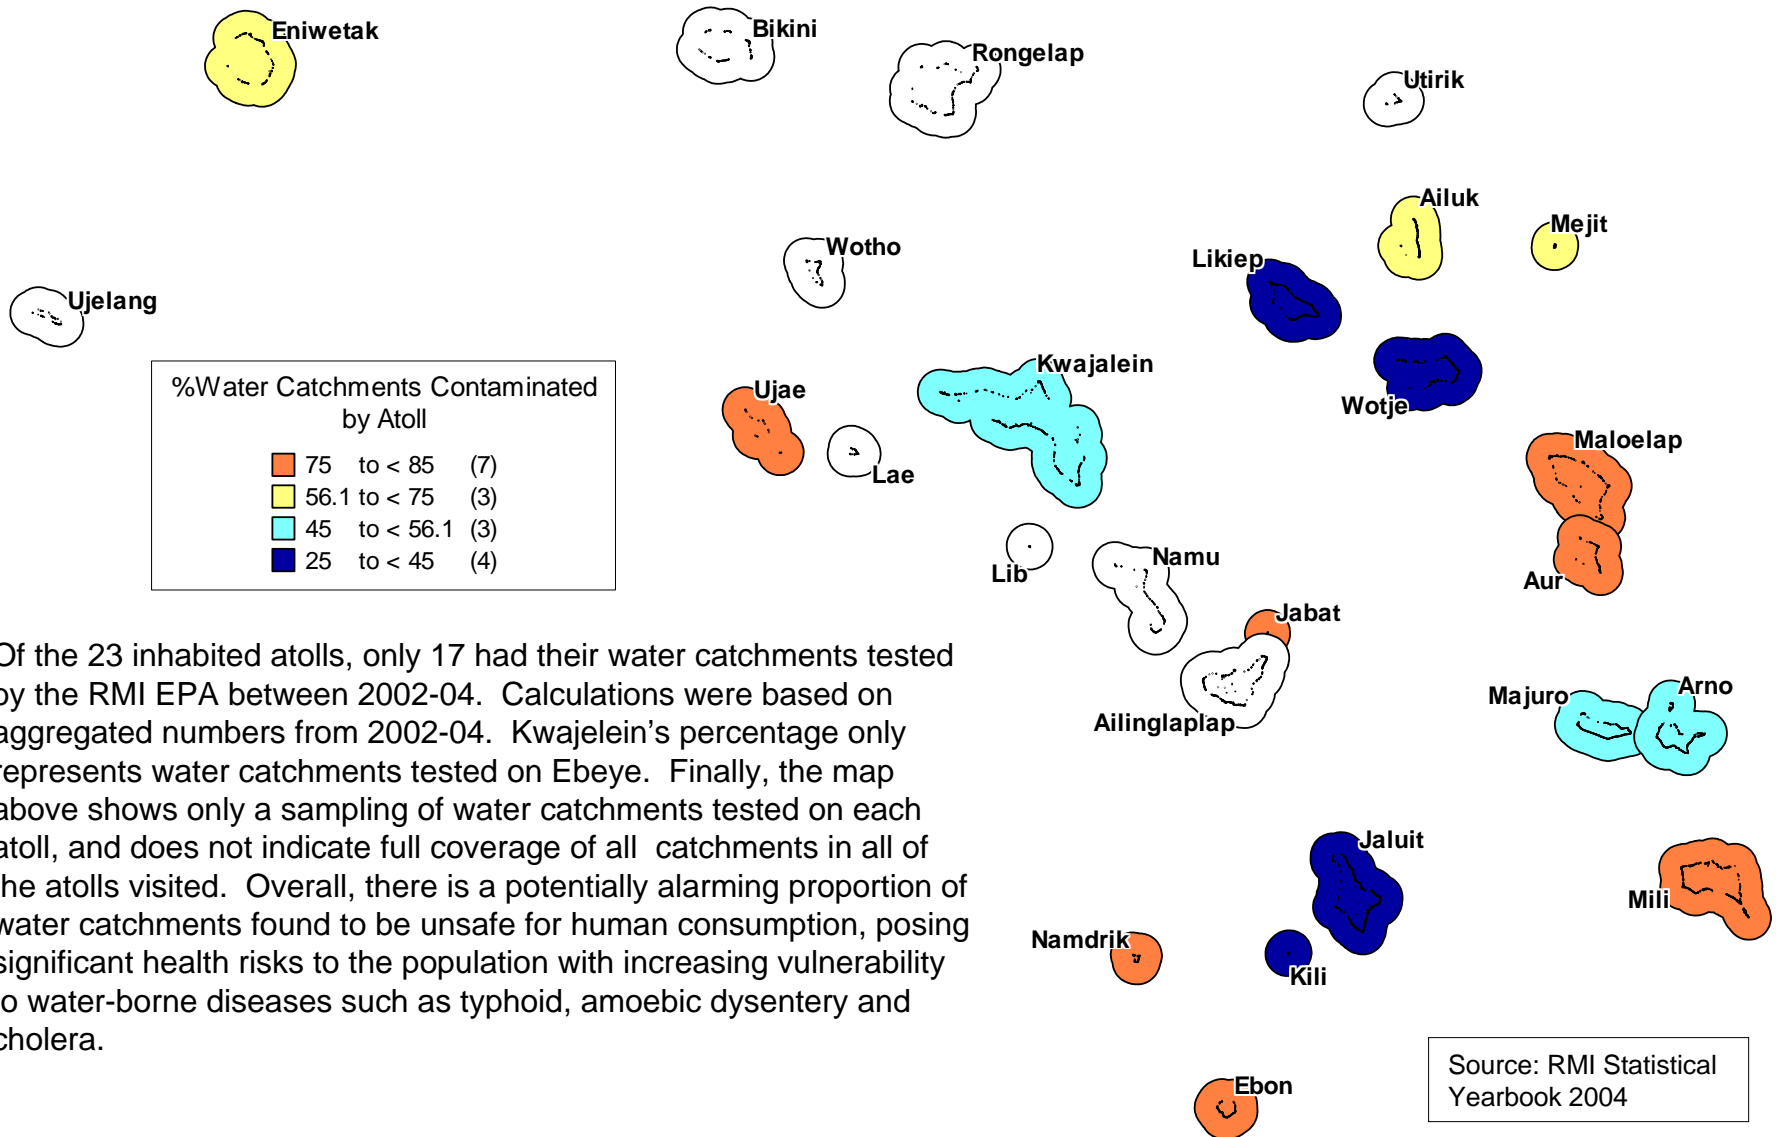 Eniwetak
Bikini
Rongelap
Utirik
Ailuk
Mejit
Wotho
Likiep
Ujelang
Kwajalein
Ujae
Wotje
Maloelap
Lae
Namu
Lib
Aur
Jabat
Majuro
Arno
Ailinglaplap
Jaluit
Mili
Namdrik
Kili
Ebon
%Water Catchments Contaminated
by Atoll
75 to < 85 (7)
56.1 to < 75 (3)
45 to < 56.1 (3)
25 to < 45 (4)
Of the 23 inhabited atolls, only 17 had their water catchments tested
by the RMI EPA between 2002-04. Calculations were based on
aggregated numbers from 2002-04. Kwajelein's percentage only
represents water catchments tested on Ebeye. Finally, the map
above shows only a sampling of water catchments tested on each
atoll, and does not indicate full coverage of all catchments in all of
the atolls visited. Overall, there is a potentially alarming proportion of
water catchments found to be unsafe for human consumption, posing
significant health risks to the population with increasing vulnerability
to water-borne diseases such as typhoid, amoebic dysentery and
cholera.
Source: RMI Statistical
Yearbook 2004